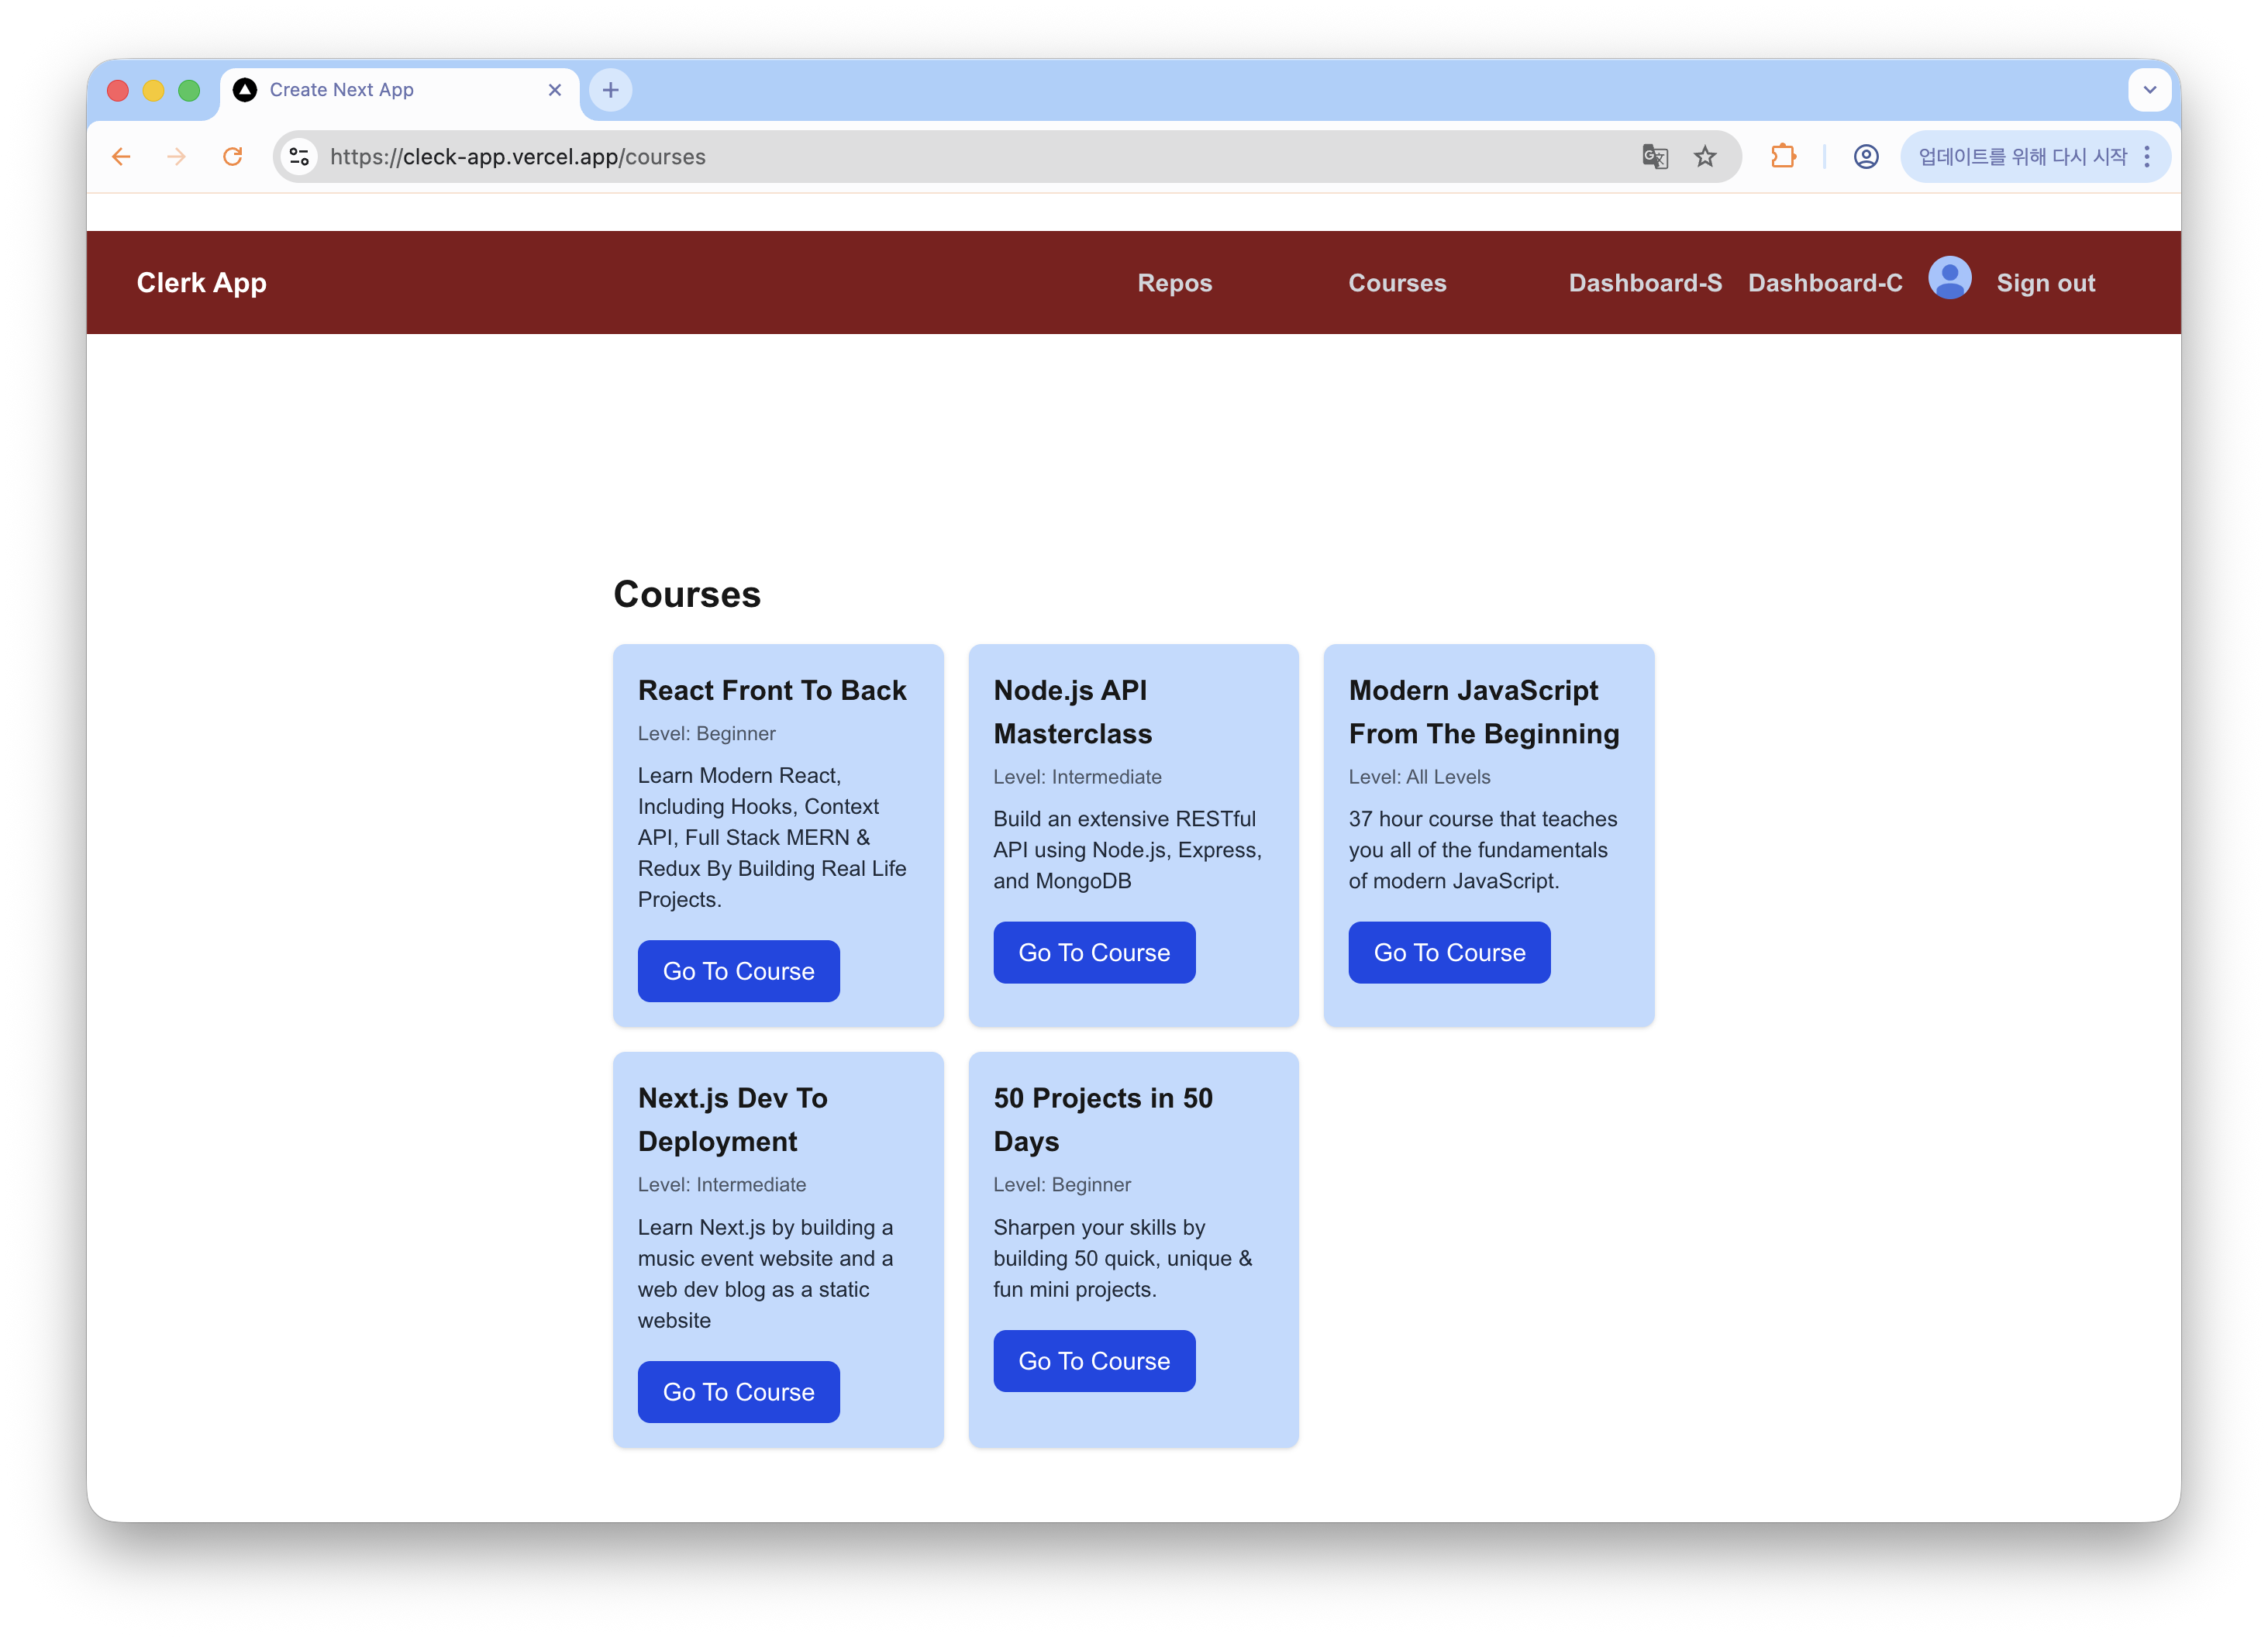 Create Next App
https://cleck-app.vercel.app/courses
업데이트를 위해 다시 시작
Clerk App
Repos
Courses
Dashboard-S
Dashboard-C
Sign out
Courses
React Front To Back
Level: Beginner
Learn Modern React,
Including Hooks, Context
API, Full Stack MERN &
Redux By Building Real Life
Projects.
Go To Course
Node.js API
Masterclass
Level: Intermediate
Build an extensive RESTful
API using Node.js, Express,
and MongoDB
Go To Course
Modern JavaScript
From The Beginning
Level: All Levels
37 hour course that teaches
you all of the fundamentals
of modern JavaScript.
Go To Course
Next.js Dev To
Deployment
Level: Intermediate
Learn Next.js by building a
music event website and a
web dev blog as a static
website
Go To Course
50 Projects in 50
Days
Level: Beginner
Sharpen your skills by
building 50 quick, unique &
fun mini projects.
Go To Course